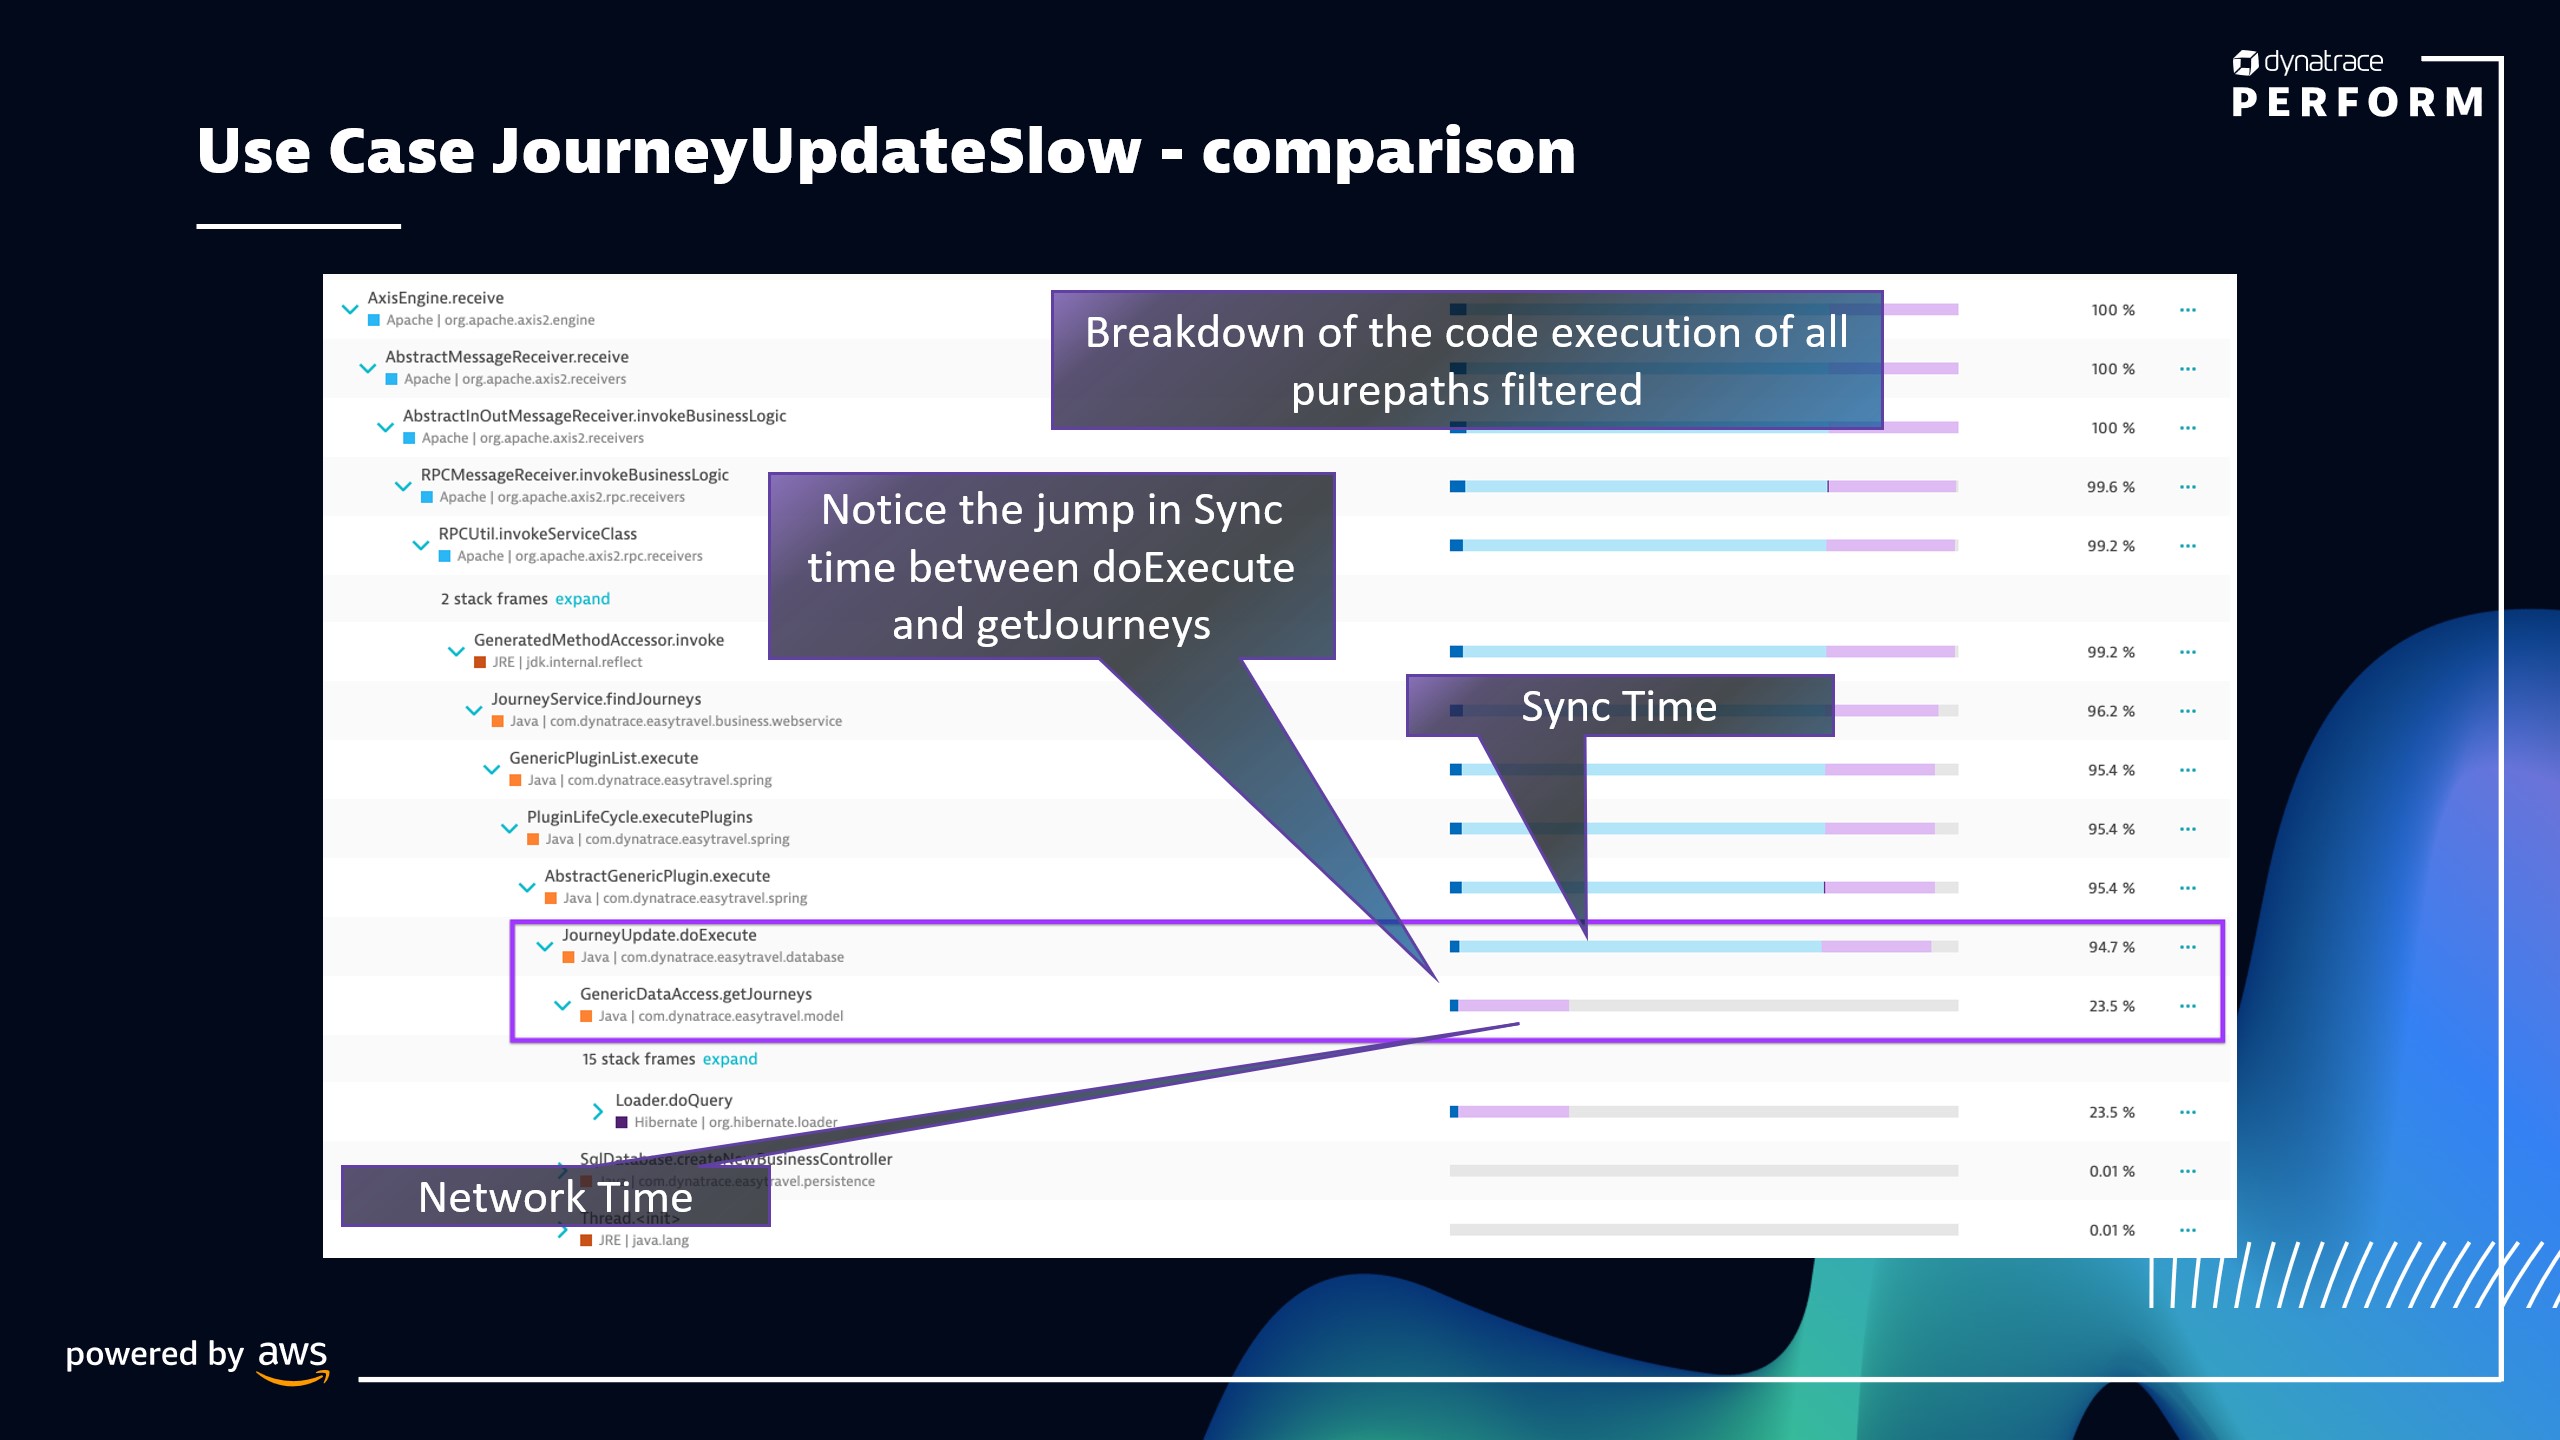 dynatrace
PERFORM
Use Case JourneyUpdateSlow - comparison
AxisEngine.receive
Apache | org.apache.axis2.engine
100 %
Breakdown of the code execution of all
purepaths filtered
AbstractMessageReceiver.receive
Apache | org.apache.axis2.receivers
100 %
AbstractInOutMessageReceiver.invokeBusinessLogic
Apache | org.apache.axis2.receivers
100 %
RPCMessageReceiver.invokeBusinessLogic
Apache | org.apache.axis2.rpc.receivers
99.6 %
Notice the jump in Sync
time between doExecute
and getJourneys
RPCUtil.invokeServiceClass
Apache | org.apache.axis2.rpc.receivers
99.2 %
2 stack frames expand
GeneratedMethodAccessor.invoke
JRE | jdk.internal.reflect
99.2 %
JourneyService.findJourneys
Java | com.dynatrace.easytravel.business.webservice
Sync Time
96.2 %
GenericPluginList.execute
Java | com.dynatrace.easytravel.spring
95.4 %
PluginLifeCycle.executePlugins
Java | com.dynatrace.easytravel.spring
95.4 %
AbstractGenericPlugin.execute
Java | com.dynatrace.easytravel.spring
95.4 %
JourneyUpdate.doExecute
Java | com.dynatrace.easytravel.database
94.7 %
GenericDataAccess.getJourneys
Java | com.dynatrace.easytravel.model
23.5 %
15 stack frames expand
Loader.doQuery
Hibernate | org.hibernate.loader
23.5 %
SqlDatabase.createNewBusinessController
Java | com.dynatrace.easytravel.persistence
0.01 %
Network Time
Thread.<init>
JRE | java.lang
0.01 %
powered by aws